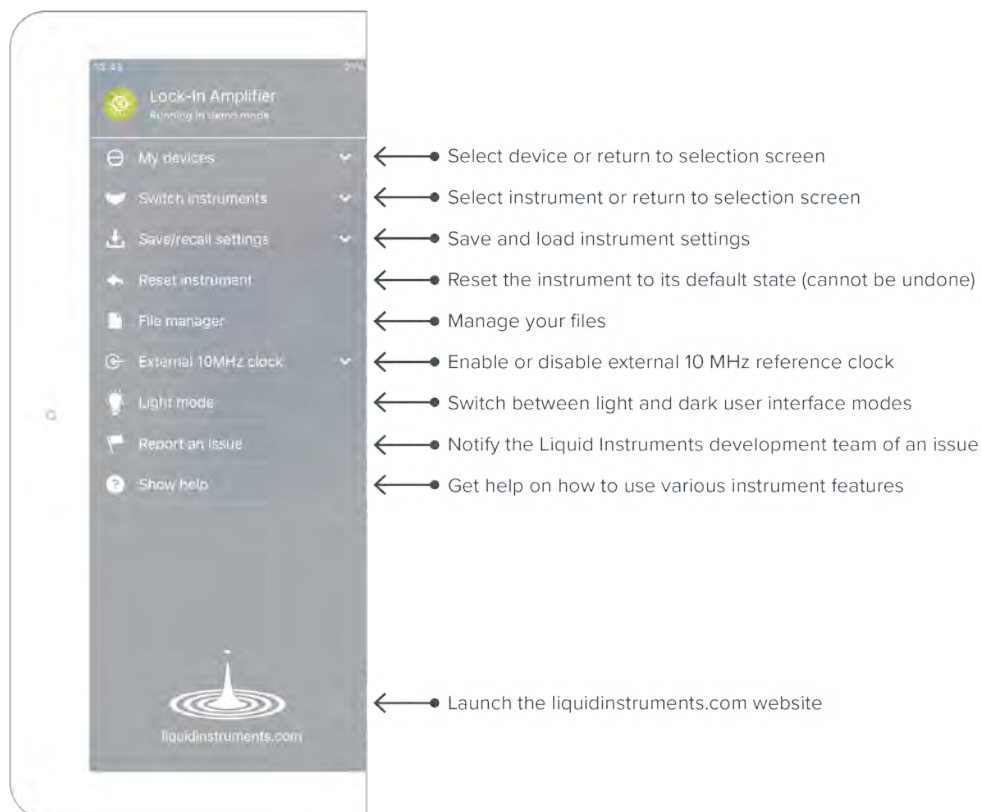 Lock-In Amplifier
Running in demo mode
My devices
Select device or return to selection screen
Switch instruments
Select instrument or return to selection screen
Save/recall settings
Save and load instrument settings
Reset instrument
Reset the instrument to its default state (cannot be undone)
File manager
Manage your files
External 10MHz clock
Enable or disable external 10 MHz reference clock
Light mode
Switch between light and dark user interface modes
Report an issue
Notify the Liquid Instruments development team of an issue
Show help
Get help on how to use various instrument features
Launch the liquidinstruments.com website
liquidinstruments.com